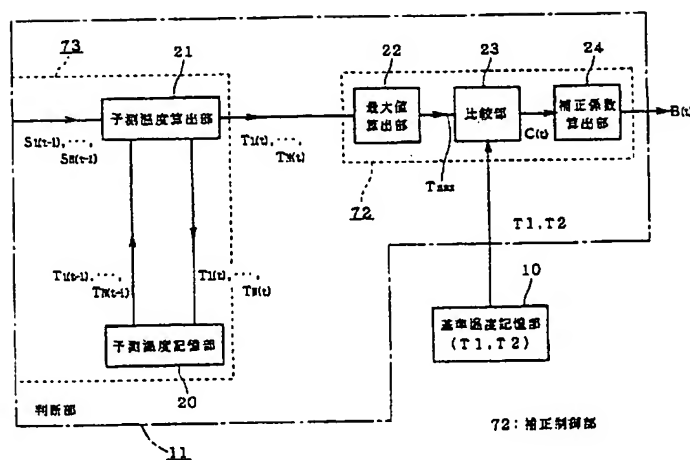 73
21
22
23
24
予測温度算出部
最大値
算出部
比較部
補正係数
算出部
B(t)
S1(t-1),…,
SN(t-1)
T1(t),…,
TN(t)
Tmax
C(t)
72
T1,T2
T1(t-1),…,
TN(t-1)
T1(t),…,
TN(t)
10
予測温度記憶部
基準温度記憶部
(T1,T2)
20
判断部
11
72:補正制御部